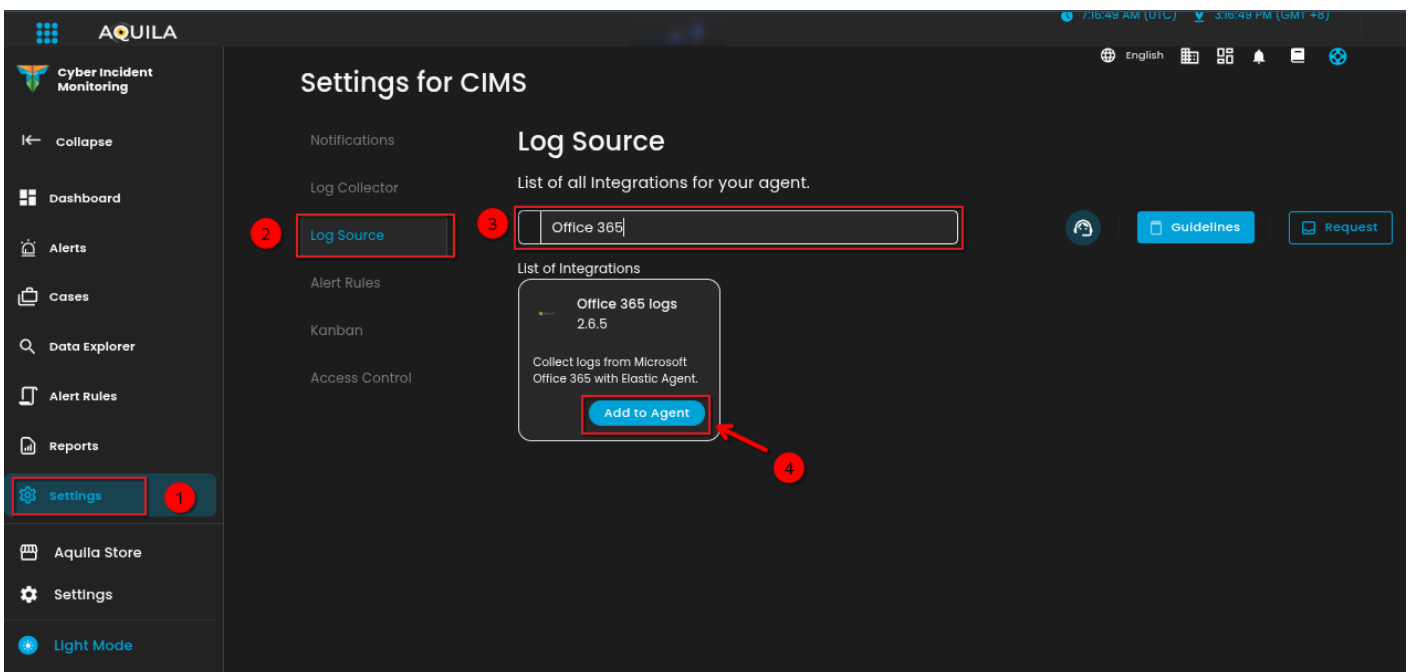 7:16:49 AM (UTC) 3:16:49 PM (GMT +8)
AQUILA
English
Cyber Incident
Monitoring
Collapse
Dashboard
Alerts
Cases
Data Explorer
Alert Rules
Reports
Settings
1
Aquila Store
Settings
Light Mode
Settings for CIMS
Notifications
Log Collector
2
Log Source
Alert Rules
Kanban
Access Control
Log Source
List of all Integrations for your agent.
3
Office 365
Guidelines
Request
List of Integrations
Office 365 logs
2.6.5
Collect logs from Microsoft
Office 365 with Elastic Agent.
Add to Agent
4